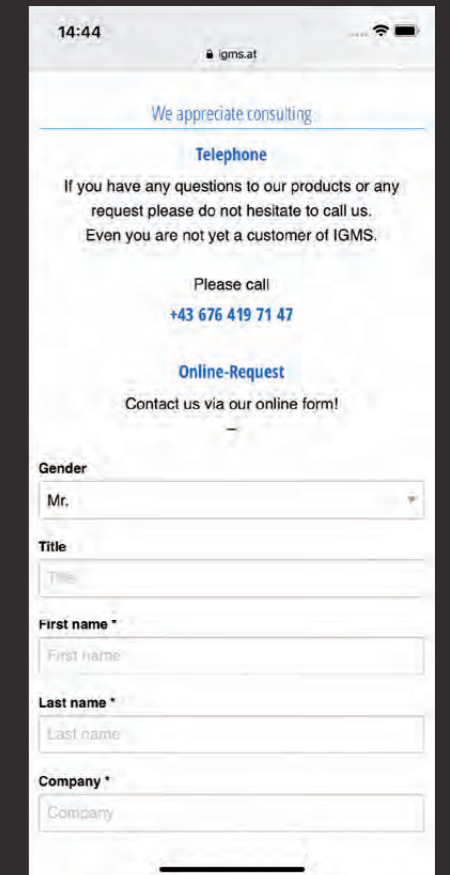 14:44
igms.at
We appreciate consulting
Telephone
If you have any questions to our products or any
request please do not hesitate to call us.
Even you are not yet a customer of IGMS.
Please call
+43 676 419 71 47
Online-Request
Contact us via our online form!
–
Gender
Mr.
Title
Title
First name *
First name
Last name *
Last name
Company *
Company